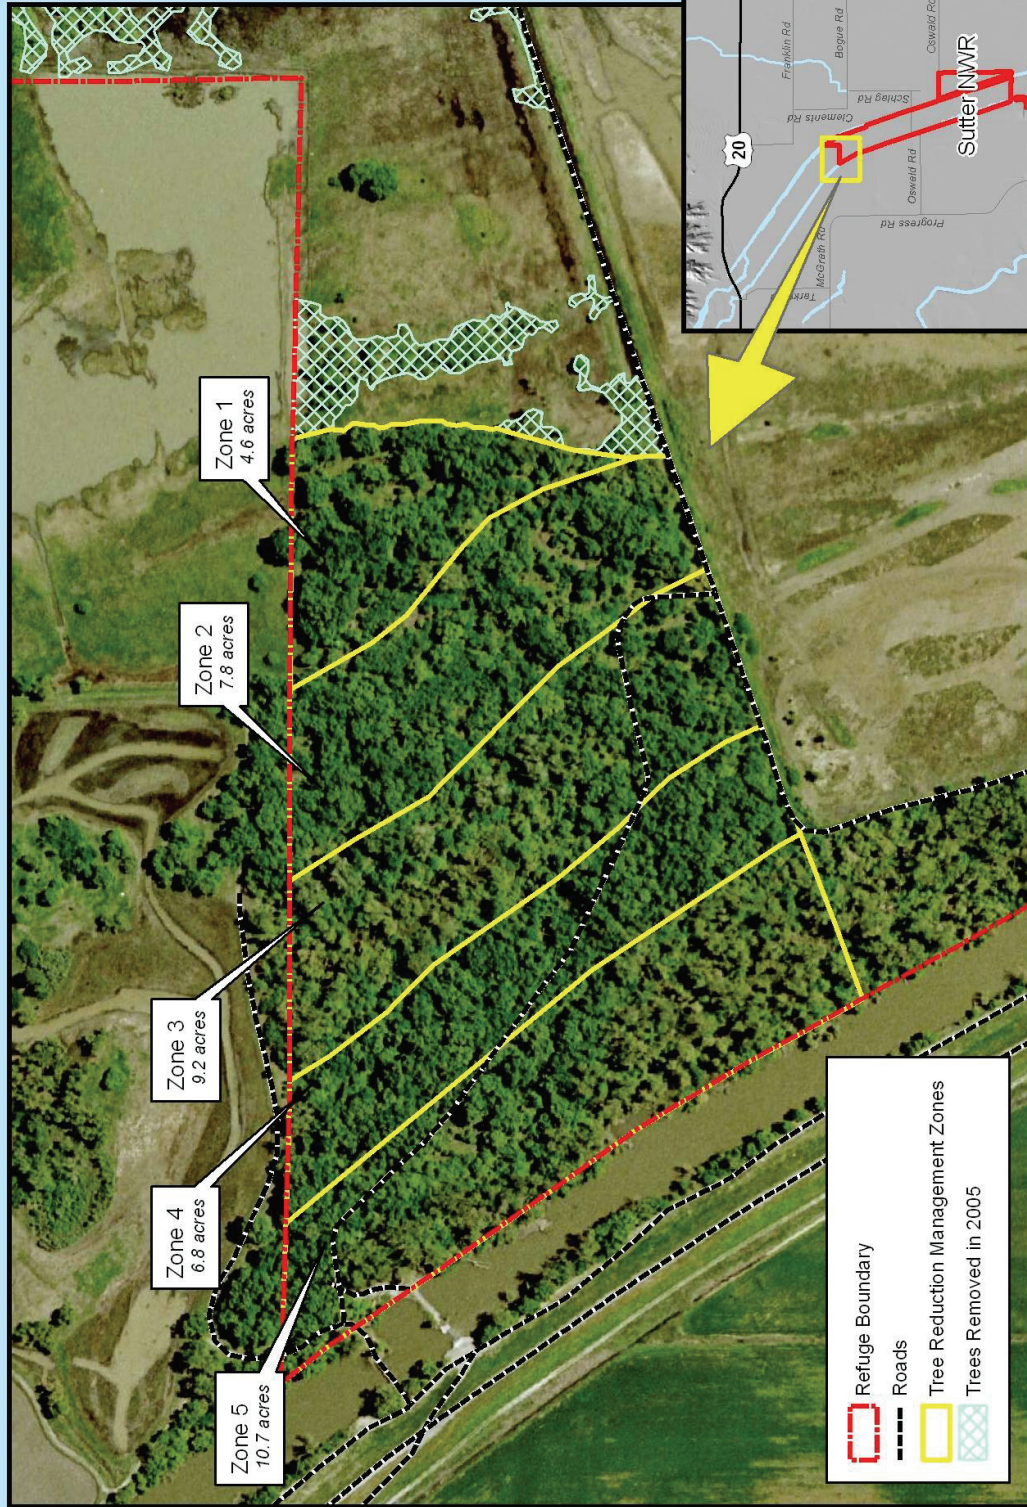 Zone 1
4.6 acres
Zone 2
7.8 acres
Zone 3
9.2 acres
Zone 4
6.8 acres
Zone 5
10.7 acres
Refuge Boundary
Roads
Tree Reduction Management Zones
Trees Removed in 2005
20
Franklin Rd
Bogue Rd
Oswald Rd
Clements Rd
Schlag Rd
McGrath Rd
Progress Rd
Oswald Rd
Sutter NWR